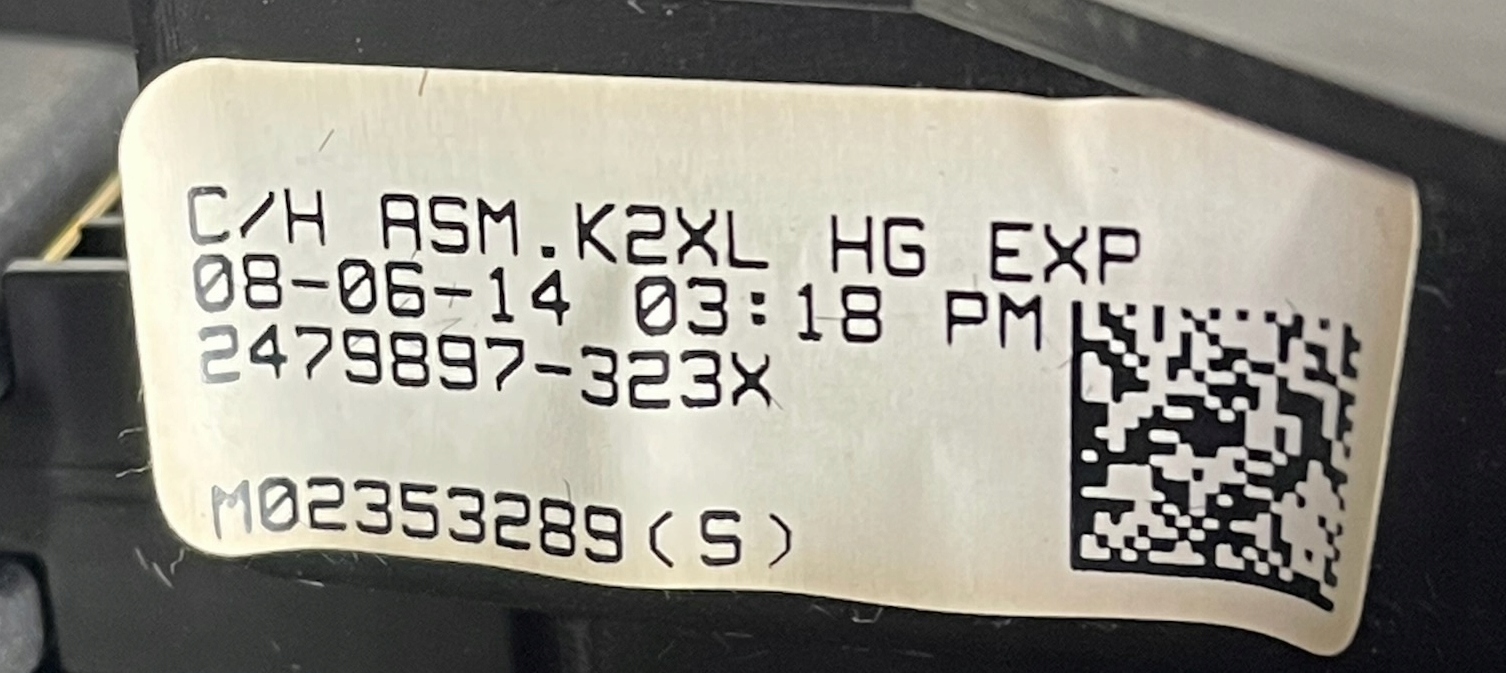 C/H ASM.K2XL HG EXP
08-06-14 03:18 PM
2479897-323X
M02353289(S)